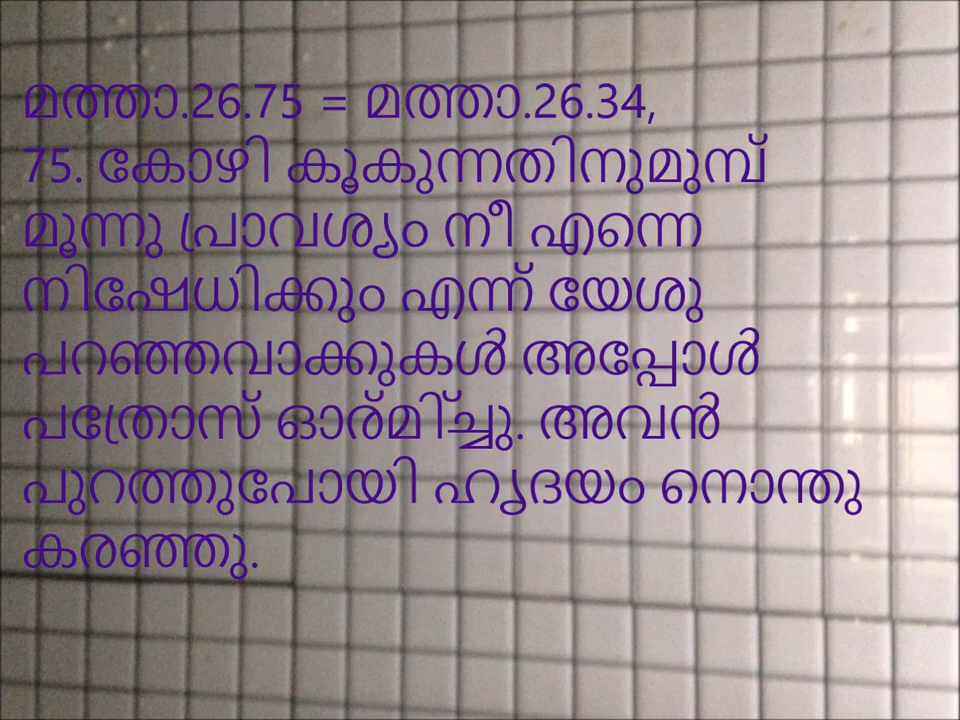 മത്താ.26.75 = മത്താ.26.34,
75. കോഴി കൂകുന്നതിനുമുമ്പ്
മൂന്നു പ്രാവശ്യം നീ എന്നെ
നിഷേധിക്കും എന്ന് യേശു
പറഞ്ഞവാക്കുകൾ അപ്പോൾ
പത്രോസ് ഓര്മി്ച്ചു. അവൻ
പുറത്തുപോയി ഹൃദയം നൊന്തു
കരഞ്ഞു.